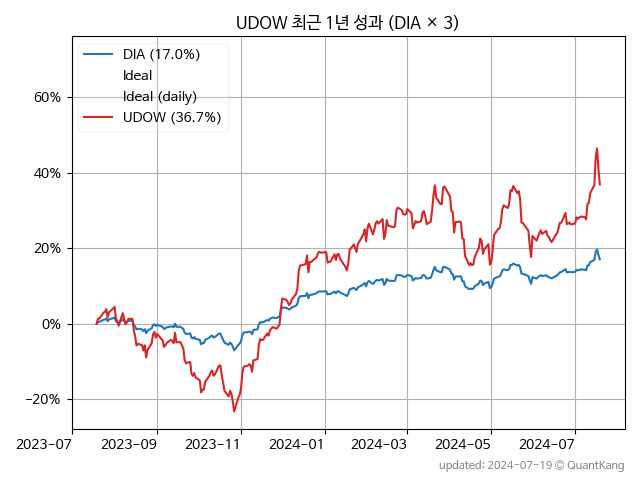 UDOW 최근 1년 성과 (DIA × 3)
DIA (17.0%)
Ideal
Ideal (daily)
UDOW (36.7%)
60%
40%
20%
0%
−20%
2023−07
2023−09
2023−11
2024−01
2024−03
2024−05
2024−07
updated: 2024-07-19 © QuantKang